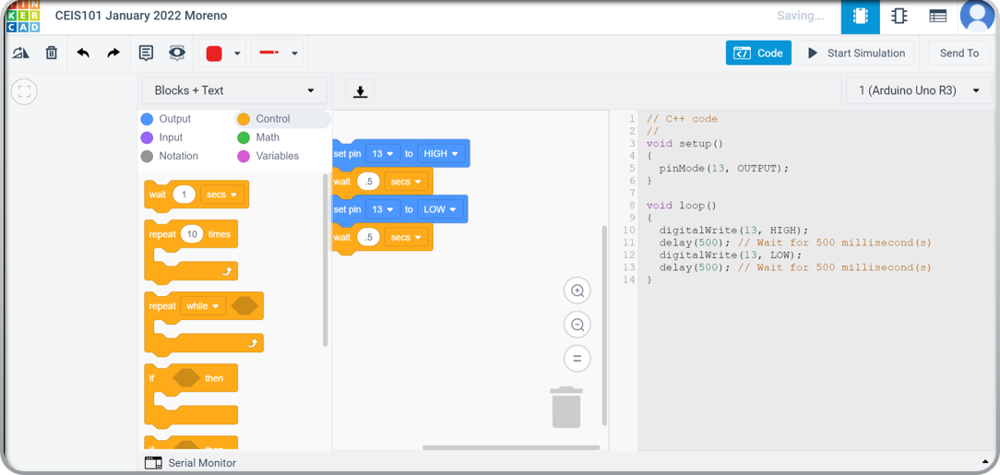 TIN
KER
CAD
CEIS101 January 2022 Moreno
Saving...
Code
Start Simulation
Send To
Blocks + Text
1 (Arduino Uno R3)
Output
Control
Input
Math
Notation
Variables
wait 1 secs
repeat 10 times
repeat while
if then
if then
set pin 13 to HIGH
wait .5 secs
set pin 13 to LOW
wait .5 secs
1 // C++ code
2 //
3 void setup()
4 {
5 pinMode(13, OUTPUT);
6 }
7
8 void loop()
9 {
10 digitalWrite(13, HIGH);
11 delay(500); // Wait for 500 millisecond(s)
12 digitalWrite(13, LOW);
13 delay(500); // Wait for 500 millisecond(s)
14 }
Serial Monitor